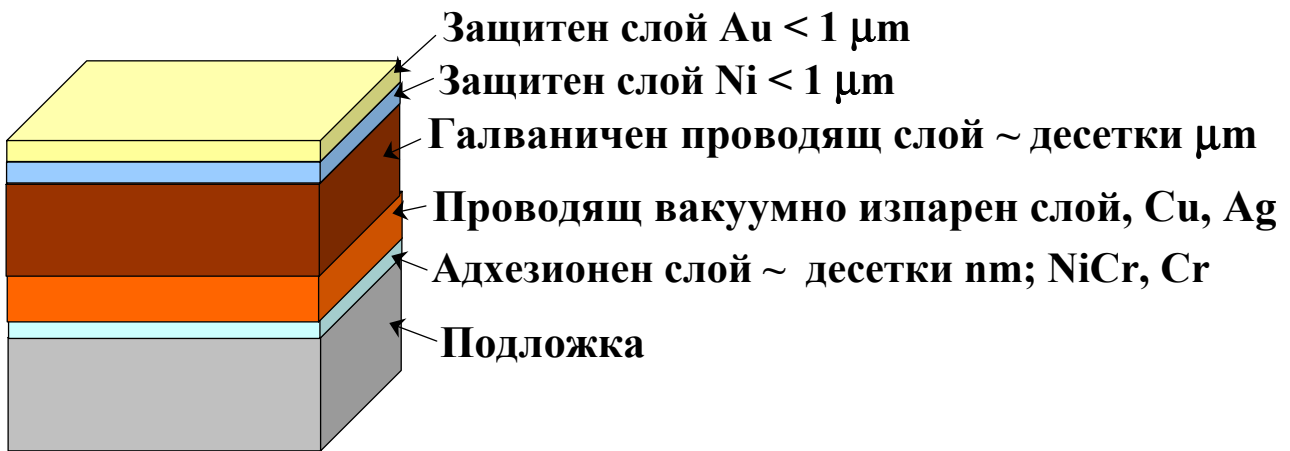 Защитен слой Au < 1 μm
Защитен слой Ni < 1 μm
Галваничен проводящ слой ~ десетки μm
Проводящ вакуумно изпарен слой, Cu, Ag
Адхезионен слой ~ десетки nm; NiCr, Cr
Подложка